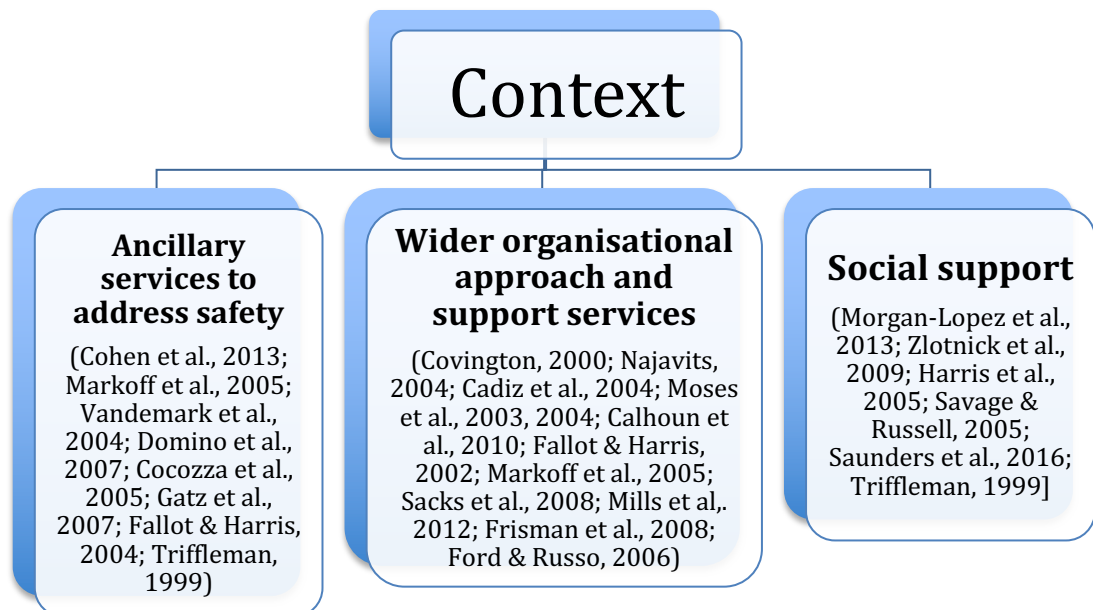 Context
Ancillary
services to
address safety
(Cohen et al., 2013;
Markoff et al., 2005;
Vandemark et al.,
2004; Domino et al.,
2007; Cocozza et al.,
2005; Gatz et al.,
2007; Fallot & Harris,
2004; Triffleman,
1999)
Wider organisational
approach and
support services
(Covington, 2000; Najavits,
2004; Cadiz et al., 2004; Moses
et al., 2003, 2004; Calhoun
et al., 2010; Fallot & Harris,
2002; Markoff et al., 2005;
Sacks et al., 2008; Mills et al,.
2012; Frisman et al., 2008;
Ford & Russo, 2006)
Social support
(Morgan-Lopez et al.,
2013; Zlotnick et al.,
2009; Harris et al.,
2005; Savage &
Russell, 2005;
Saunders et al., 2016;
Triffleman, 1999]